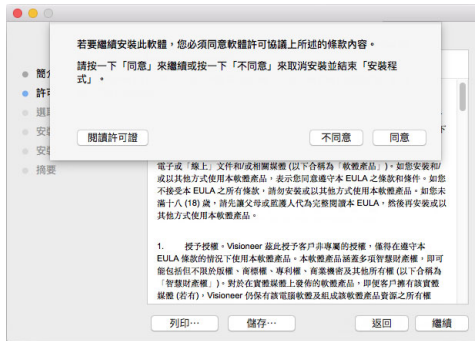 若要繼續安裝此軟體，您必須同意軟體許可協議上所述的條款內容。
請按一下「同意」來繼續或按一下「不同意」來取消安裝並結束「安裝程
式」。
閱讀許可證
不同意
同意
簡
許
選
安
安
摘要
電子或「線上」文件和/或相關媒體 (以下合稱為「軟體產品」)。如您安裝和/
或以其他方式使用本軟體產品，表示您同意遵守本 EULA 之條款和條件。如您
不接受本 EULA 之所有條款，請勿安裝或以其他方式使用本軟體產品。如您未
滿十八 (18) 歲，請先讓父母或監護人代為完整閱讀本 EULA，然後再安裝或以
其他方式使用本軟體產品。
1. 授予授權。Visioneer 茲此授予客戶非專屬的授權，僅得在遵守本
EULA 條款的情況下使用本軟體產品。本軟體產品涵蓋多項智慧財產權，即可
能包括但不限於版權、商標權、專利權、商業機密及其他所有權 (以下合稱為
「智慧財產權」)。對於在實體媒體上發佈的軟體產品，即便客戶擁有該實體
媒體 (若有)，Visioneer 仍保有該電腦軟體及組成該軟體產品資源之所有權
列印⋯
儲存⋯
返回
繼續